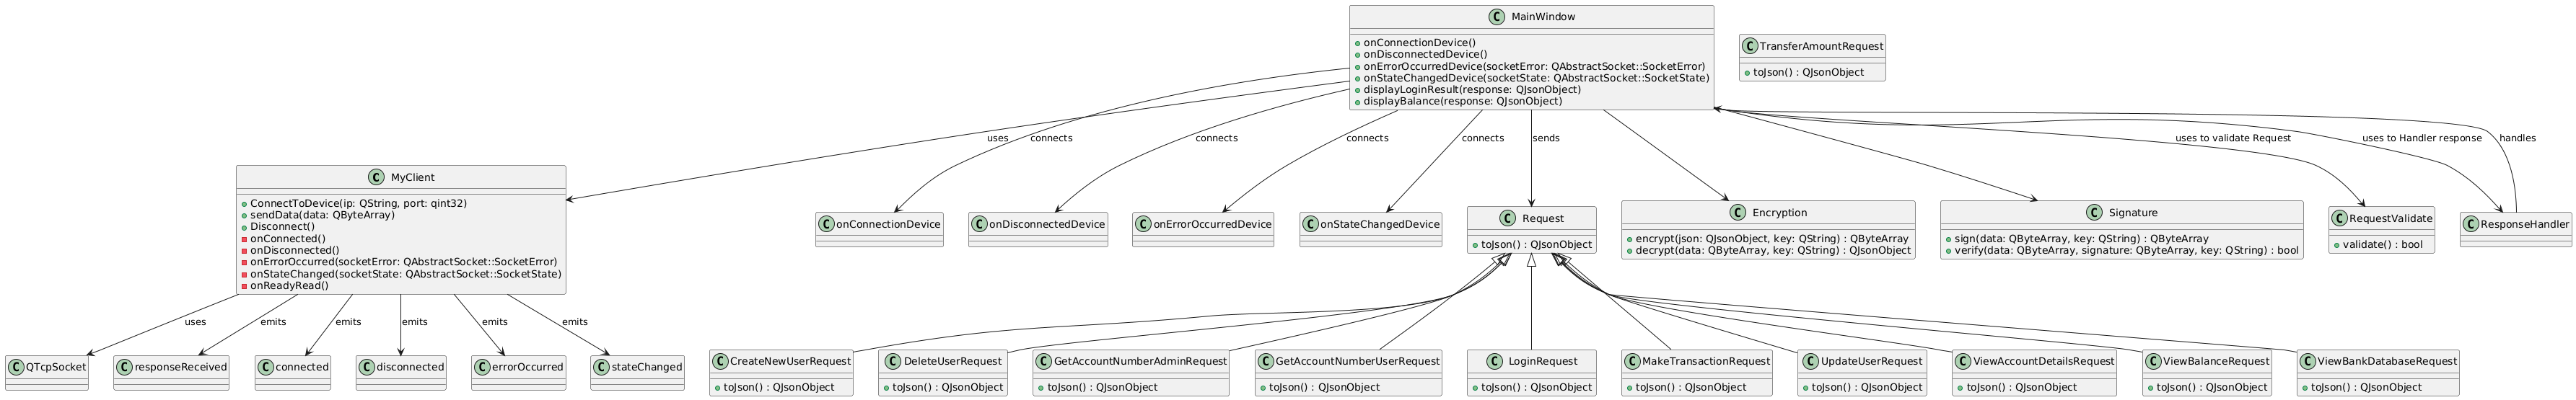 C MainWindow
onConnectionDevice()
onDisconnectedDevice()
onErrorOccurredDevice(socketError: QAbstractSocket::SocketError)
onStateChangedDevice(socketState: QAbstractSocket::SocketState)
displayLoginResult(response: QJsonObject)
displayBalance(response: QJsonObject)
C TransferAmountRequest
toJson() : QJsonObject
uses
connects
connects
connects
connects
sends
uses to validate Request
uses to Handler response
handles
C MyClient
ConnectToDevice(ip: QString, port: qint32)
sendData(data: QByteArray)
Disconnect()
onConnected()
onDisconnected()
onErrorOccurred(socketError: QAbstractSocket::SocketError)
onStateChanged(socketState: QAbstractSocket::SocketState)
onReadyRead()
C onConnectionDevice
C onDisconnectedDevice
C onErrorOccurredDevice
C onStateChangedDevice
C Request
toJson() : QJsonObject
C Encryption
encrypt(json: QJsonObject, key: QString) : QByteArray
decrypt(data: QByteArray, key: QString) : QJsonObject
C Signature
sign(data: QByteArray, key: QString) : QByteArray
verify(data: QByteArray, signature: QByteArray, key: QString) : bool
C RequestValidate
validate() : bool
C ResponseHandler
uses
emits
emits
emits
emits
emits
C QTcpSocket
C responseReceived
C connected
C disconnected
C errorOccurred
C stateChanged
C CreateNewUserRequest
toJson() : QJsonObject
C DeleteUserRequest
toJson() : QJsonObject
C GetAccountNumberAdminRequest
toJson() : QJsonObject
C GetAccountNumberUserRequest
toJson() : QJsonObject
C LoginRequest
toJson() : QJsonObject
C MakeTransactionRequest
toJson() : QJsonObject
C UpdateUserRequest
toJson() : QJsonObject
C ViewAccountDetailsRequest
toJson() : QJsonObject
C ViewBalanceRequest
toJson() : QJsonObject
C ViewBankDatabaseRequest
toJson() : QJsonObject